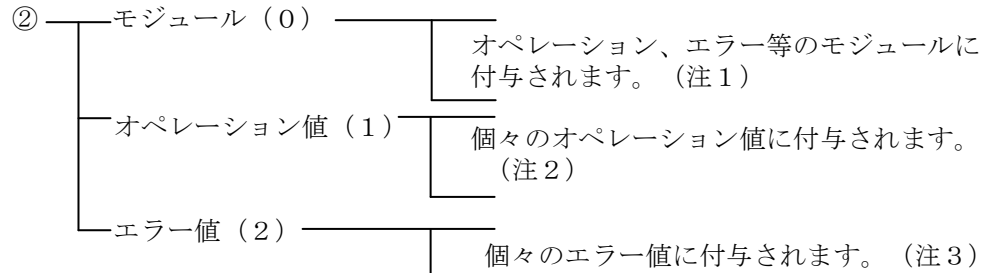 ②
モジュール（０）
オペレーション、エラー等のモジュールに
付与されます。（注１）
オペレーション値（１）
個々のオペレーション値に付与されます。
（注２）
エラー値（２）
個々のエラー値に付与されます。（注３）